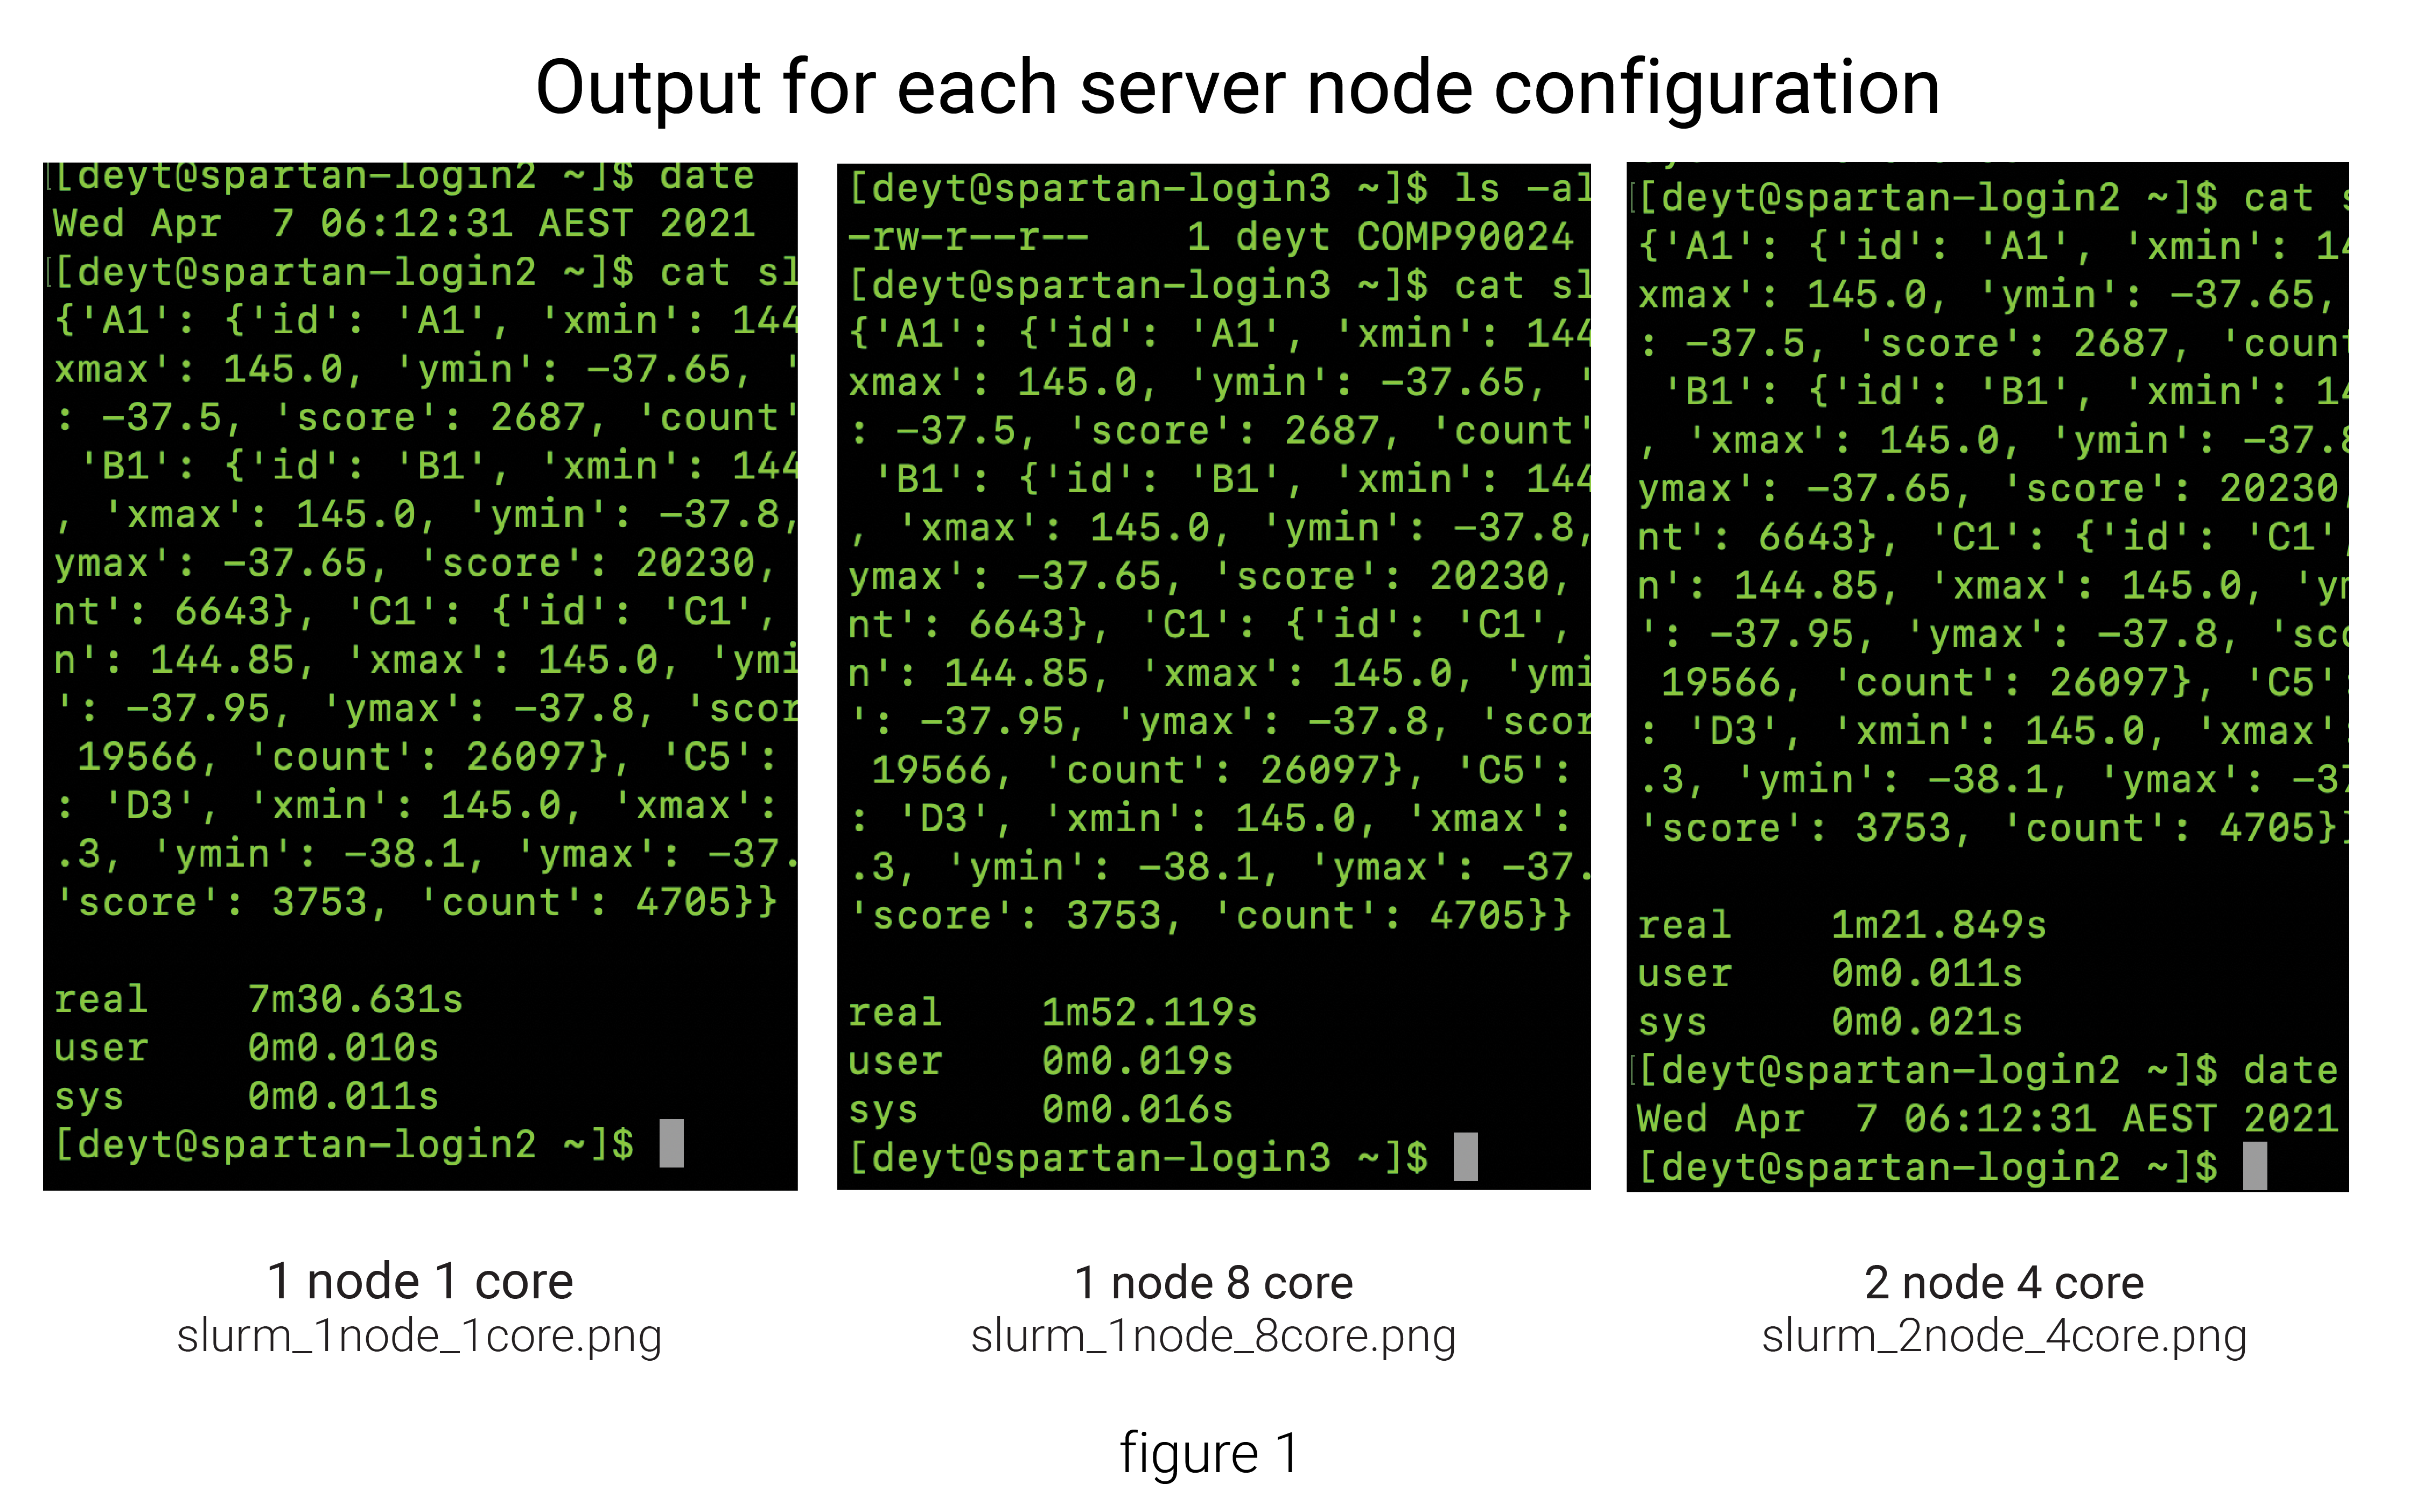 Output for each server node configuration
[[deyt@spartan-login2 ~]$ date
Wed Apr  7 06:12:31 AEST 2021
[[deyt@spartan-login2 ~]$ cat sl
{'A1': {'id': 'A1', 'xmin': 144
xmax': 145.0, 'ymin': -37.65, '
: -37.5, 'score': 2687, 'count'
 'B1': {'id': 'B1', 'xmin': 144
, 'xmax': 145.0, 'ymin': -37.8,
ymax': -37.65, 'score': 20230,
nt': 6643}, 'C1': {'id': 'C1',
n': 144.85, 'xmax': 145.0, 'ymi
': -37.95, 'ymax': -37.8, 'scor
 19566, 'count': 26097}, 'C5':
: 'D3', 'xmin': 145.0, 'xmax':
.3, 'ymin': -38.1, 'ymax': -37.
'score': 3753, 'count': 4705}}
real    7m30.631s
user    0m0.010s
sys     0m0.011s
[deyt@spartan-login2 ~]$
1 node 1 core
slurm_1node_1core.png
[deyt@spartan-login3 ~]$ ls -al
-rw-r--r--    1 deyt COMP90024
[deyt@spartan-login3 ~]$ cat sl
{'A1': {'id': 'A1', 'xmin': 144
xmax': 145.0, 'ymin': -37.65, '
: -37.5, 'score': 2687, 'count'
 'B1': {'id': 'B1', 'xmin': 144
, 'xmax': 145.0, 'ymin': -37.8,
ymax': -37.65, 'score': 20230,
nt': 6643}, 'C1': {'id': 'C1',
n': 144.85, 'xmax': 145.0, 'ymi
': -37.95, 'ymax': -37.8, 'scor
 19566, 'count': 26097}, 'C5':
: 'D3', 'xmin': 145.0, 'xmax':
.3, 'ymin': -38.1, 'ymax': -37.
'score': 3753, 'count': 4705}}
real    1m52.119s
user    0m0.019s
sys     0m0.016s
[deyt@spartan-login3 ~]$
1 node 8 core
slurm_1node_8core.png
[[deyt@spartan-login2 ~]$ cat s
{'A1': {'id': 'A1', 'xmin': 14
xmax': 145.0, 'ymin': -37.65,
: -37.5, 'score': 2687, 'count
 'B1': {'id': 'B1', 'xmin': 14
, 'xmax': 145.0, 'ymin': -37.8
ymax': -37.65, 'score': 20230,
nt': 6643}, 'C1': {'id': 'C1',
n': 144.85, 'xmax': 145.0, 'ym
': -37.95, 'ymax': -37.8, 'sco
 19566, 'count': 26097}, 'C5':
: 'D3', 'xmin': 145.0, 'xmax':
.3, 'ymin': -38.1, 'ymax': -37
'score': 3753, 'count': 4705}}
real    1m21.849s
user    0m0.011s
sys     0m0.021s
[[deyt@spartan-login2 ~]$ date
Wed Apr  7 06:12:31 AEST 2021
[deyt@spartan-login2 ~]$
2 node 4 core
slurm_2node_4core.png
figure 1